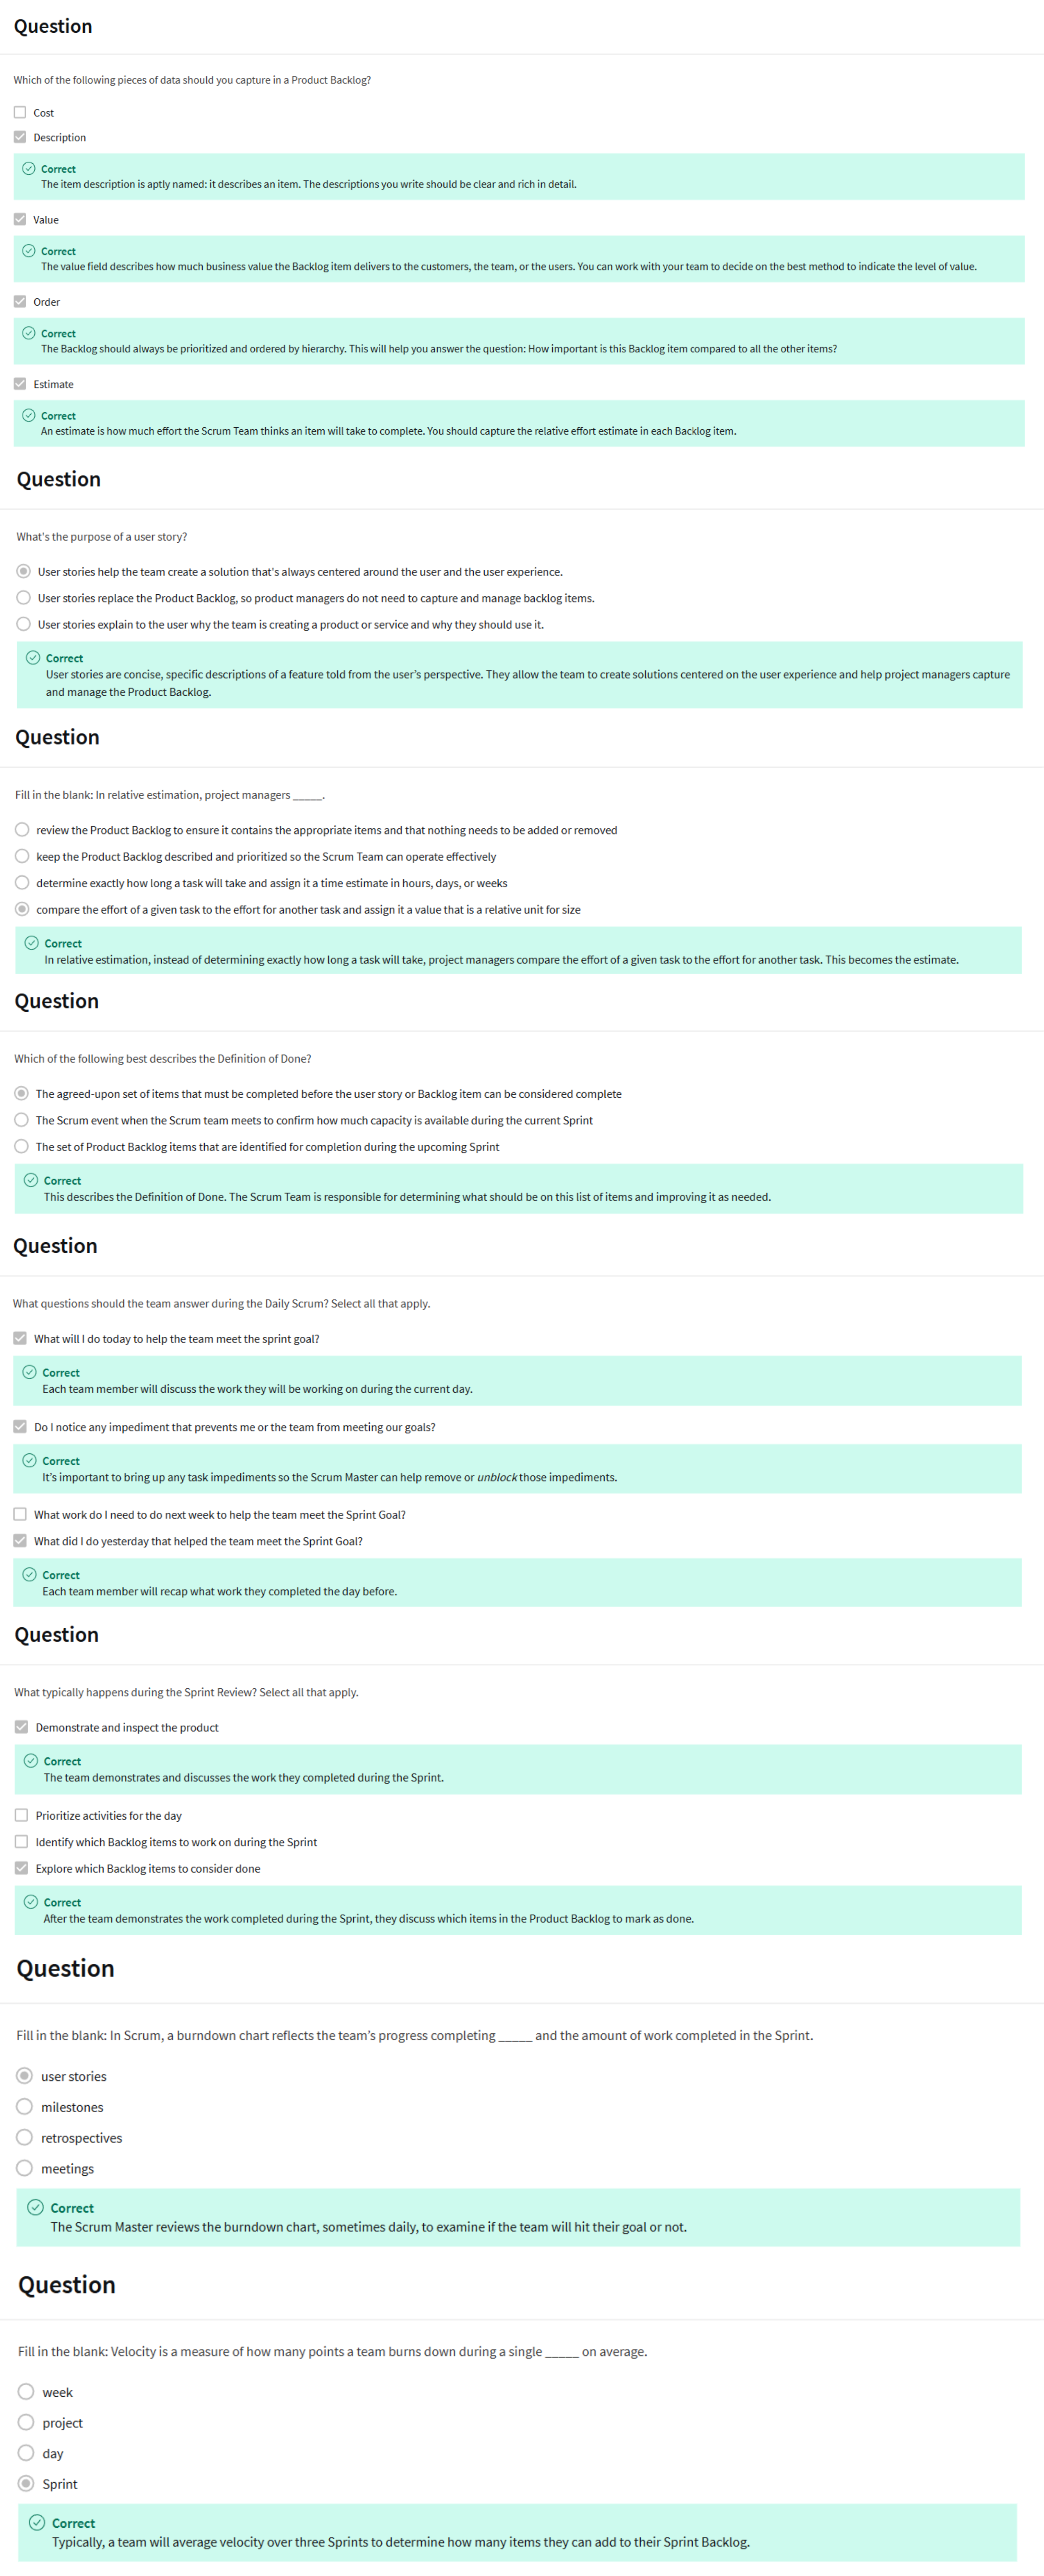 Question
Which of the following pieces of data should you capture in a Product Backlog?
Cost
Description
Correct
The item description is aptly named: it describes an item. The descriptions you write should be clear and rich in detail.
Value
Correct
The value field describes how much business value the Backlog item delivers to the customers, the team, or the users. You can work with your team to decide on the best method to indicate the level of value.
Order
Correct
The Backlog should always be prioritized and ordered by hierarchy. This will help you answer the question: How important is this Backlog item compared to all the other items?
Estimate
Correct
An estimate is how much effort the Scrum Team thinks an item will take to complete. You should capture the relative effort estimate in each Backlog item.
Question
What's the purpose of a user story?
User stories help the team create a solution that's always centered around the user and the user experience.
User stories replace the Product Backlog, so product managers do not need to capture and manage backlog items.
User stories explain to the user why the team is creating a product or service and why they should use it.
Correct
User stories are concise, specific descriptions of a feature told from the user's perspective. They allow the team to create solutions centered on the user experience and help project managers capture
and manage the Product Backlog.
Question
Fill in the blank: In relative estimation, project managers _____.
review the Product Backlog to ensure it contains the appropriate items and that nothing needs to be added or removed
keep the Product Backlog described and prioritized so the Scrum Team can operate effectively
determine exactly how long a task will take and assign it a time estimate in hours, days, or weeks
compare the effort of a given task to the effort for another task and assign it a value that is a relative unit for size
Correct
In relative estimation, instead of determining exactly how long a task will take, project managers compare the effort of a given task to the effort for another task. This becomes the estimate.
Question
Which of the following best describes the Definition of Done?
The agreed-upon set of items that must be completed before the user story or Backlog item can be considered complete
The Scrum event when the Scrum team meets to confirm how much capacity is available during the current Sprint
The set of Product Backlog items that are identified for completion during the upcoming Sprint
Correct
This describes the Definition of Done. The Scrum Team is responsible for determining what should be on this list of items and improving it as needed.
Question
What questions should the team answer during the Daily Scrum? Select all that apply.
What will I do today to help the team meet the sprint goal?
Correct
Each team member will discuss the work they will be working on during the current day.
Do I notice any impediment that prevents me or the team from meeting our goals?
Correct
It's important to bring up any task impediments so the Scrum Master can help remove or unblock those impediments.
What work do I need to do next week to help the team meet the Sprint Goal?
What did I do yesterday that helped the team meet the Sprint Goal?
Correct
Each team member will recap what work they completed the day before.
Question
What typically happens during the Sprint Review? Select all that apply.
Demonstrate and inspect the product
Correct
The team demonstrates and discusses the work they completed during the Sprint.
Prioritize activities for the day
Identify which Backlog items to work on during the Sprint
Explore which Backlog items to consider done
Correct
After the team demonstrates the work completed during the Sprint, they discuss which items in the Product Backlog to mark as done.
Question
Fill in the blank: In Scrum, a burndown chart reflects the team's progress completing _____ and the amount of work completed in the Sprint.
user stories
milestones
retrospectives
meetings
Correct
The Scrum Master reviews the burndown chart, sometimes daily, to examine if the team will hit their goal or not.
Question
Fill in the blank: Velocity is a measure of how many points a team burns down during a single _____ on average.
week
project
day
Sprint
Correct
Typically, a team will average velocity over three Sprints to determine how many items they can add to their Sprint Backlog.